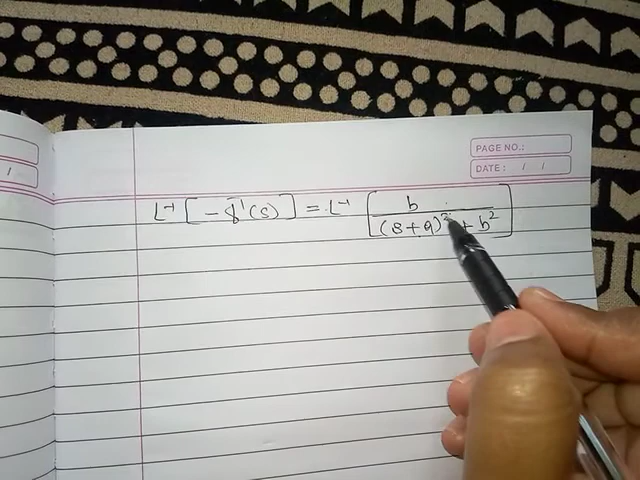 PAGE NO.:
DATE : / /
L⁻¹ [ - f'(s) ] = L⁻¹ [ b / (s+a)² + b² ]